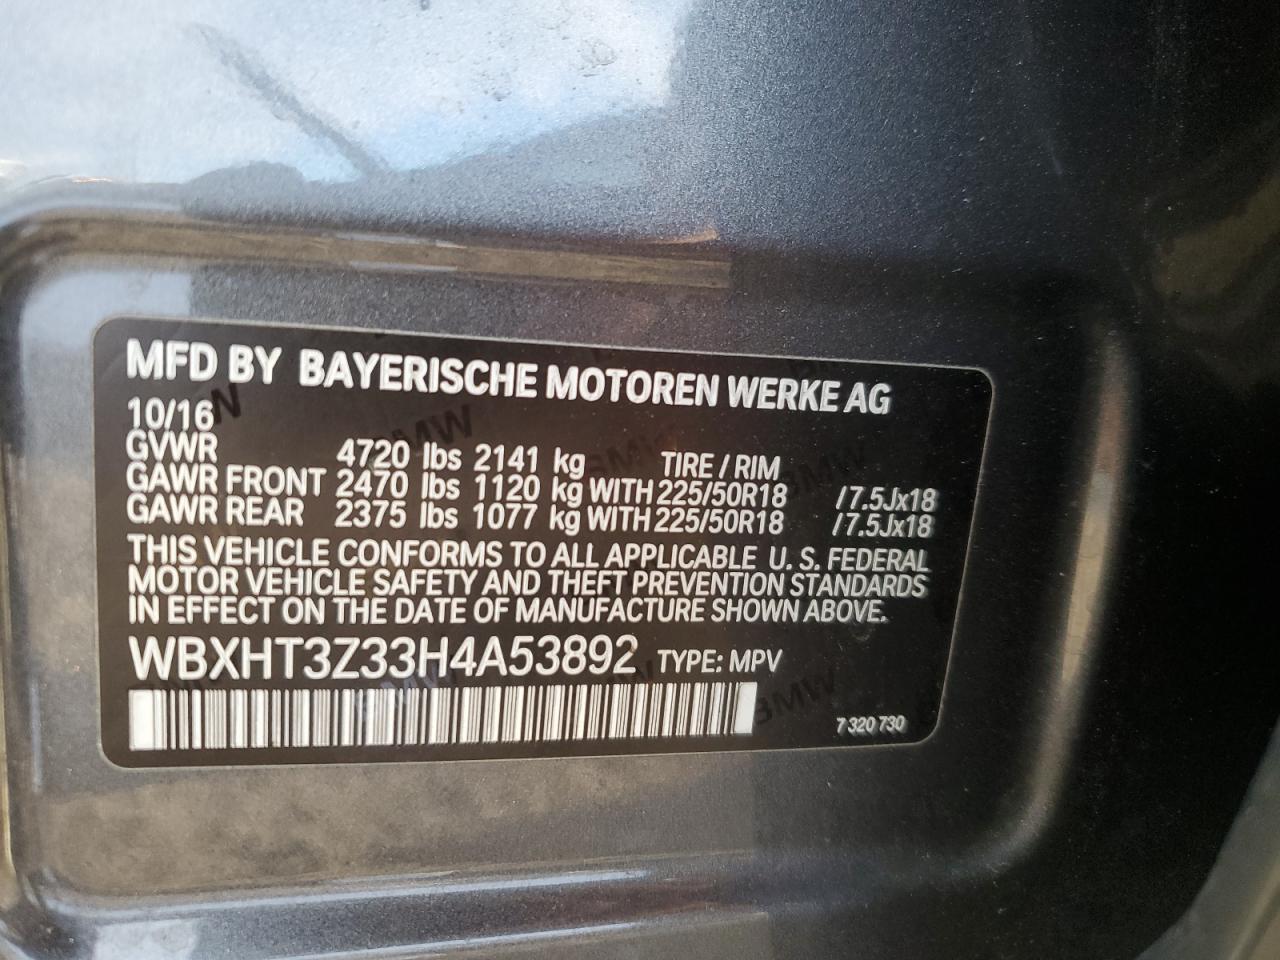 MFD BY BAYERISCHE MOTOREN WERKE AG
10/16
GVWR 4720 lbs 2141 kg TIRE / RIM
GAWR FRONT 2470 lbs 1120 kg WITH 225/50R18 /7.5Jx18
GAWR REAR 2375 lbs 1077 kg WITH 225/50R18 /7.5Jx18
THIS VEHICLE CONFORMS TO ALL APPLICABLE U. S. FEDERAL
MOTOR VEHICLE SAFETY AND THEFT PREVENTION STANDARDS
IN EFFECT ON THE DATE OF MANUFACTURE SHOWN ABOVE.
WBXHT3Z33H4A53892 TYPE: MPV
7 320 730